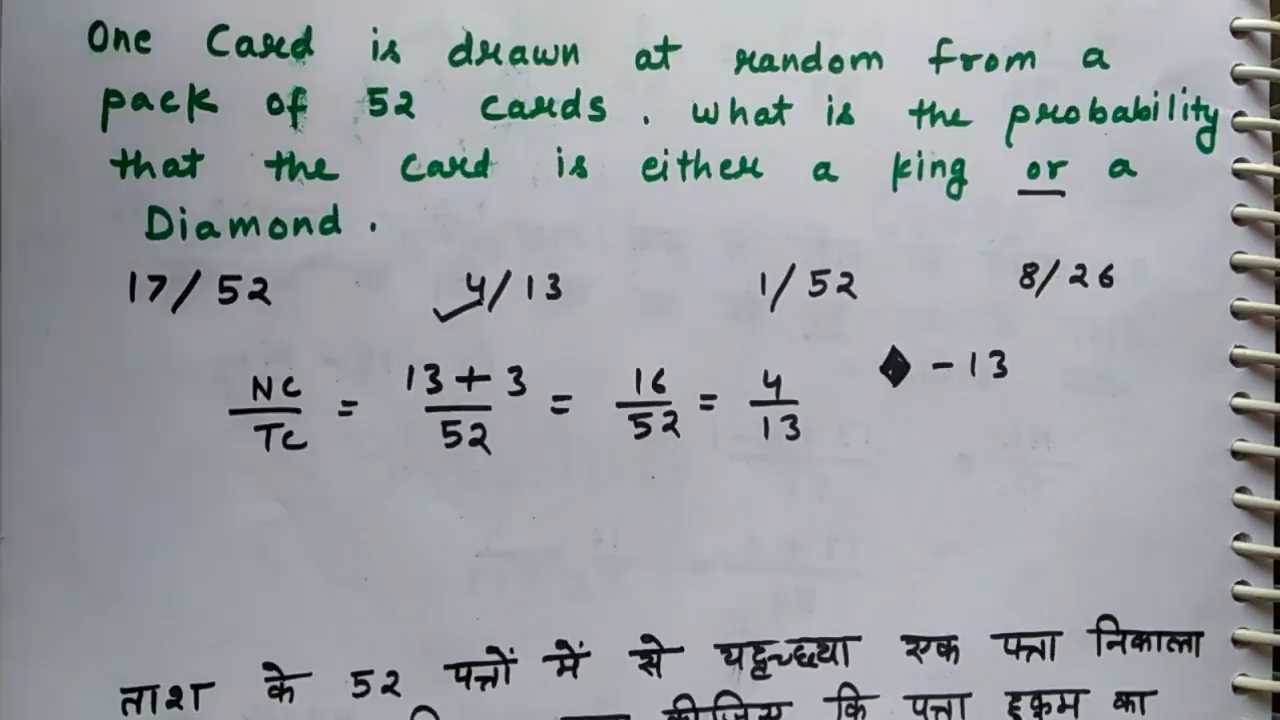 One Card is drawn at random from a
pack of 52 cards. what is the probability
that the card is either a king or a
Diamond.
17/52 4/13 1/52 8/26
NC/TC = 13+3/52 = 16/52 = 4/13 ♦-13
ताश के 52 पत्तों में से यदृच्छया एक पत्ता निकाला
कि पत्ता हुकुम का